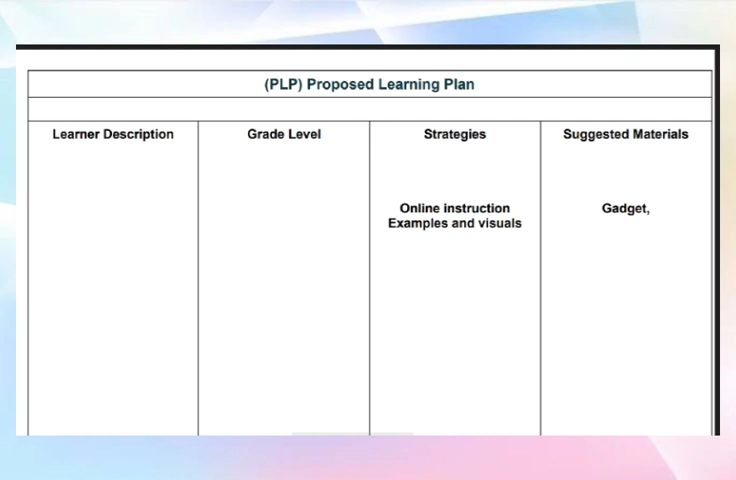 (PLP) Proposed Learning Plan
Learner Description
Grade Level
Strategies
Suggested Materials
Online instruction
Examples and visuals
Gadget,